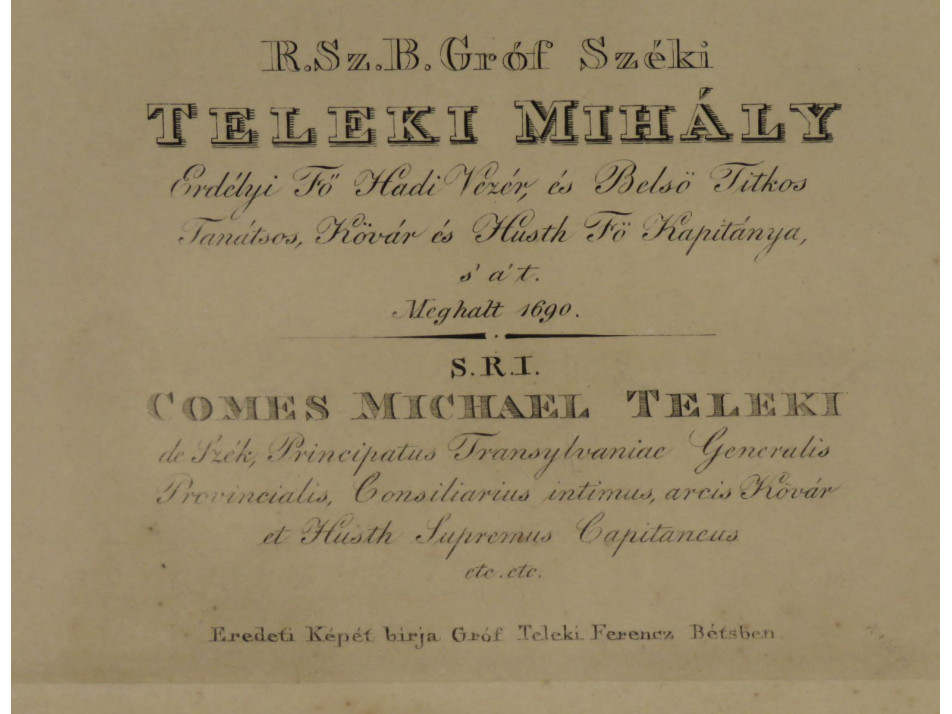 R.Sz.B. Gróf Széki
TELEKI MIHÁLY
Erdélyi Fő Hadi Vezér, és Belső Titkos
Tanátsos, Kővár és Husth Fő Kapitánya,
s' a' t.
Meghalt 1690.
S.R.I.
COMES MICHAEL TELEKI
de Szék, Principatus Transylvaniae Generalis
Provincialis, Consiliarius intimus, arcis Kővár
et Husth Supremus Capitaneus
etc. etc.
Eredeti Képét birja Gróf Teleki Ferencz Bétsben.